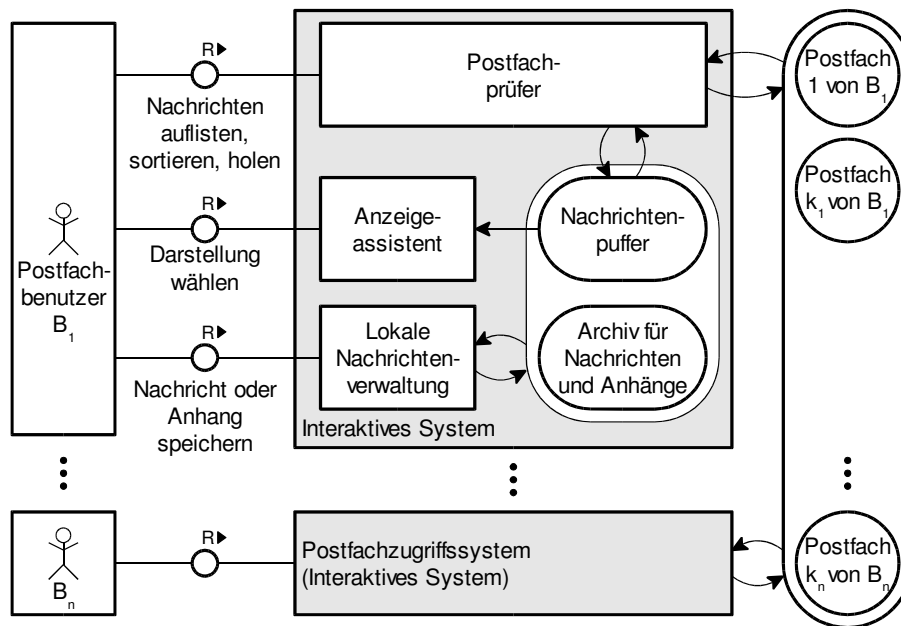 R
Nachrichten
auflisten,
sortieren, holen
Postfach-
prüfer
Postfach
1 von B1
Postfach
k1 von B1
Postfach-
benutzer
B1
R
Darstellung
wählen
Anzeige-
assistent
Nachrichten-
puffer
R
Nachricht oder
Anhang
speichern
Lokale
Nachrichten-
verwaltung
Archiv für
Nachrichten
und Anhänge
Interaktives System
Bn
R
Postfachzugriffssystem
(Interaktives System)
Postfach
kn von Bn